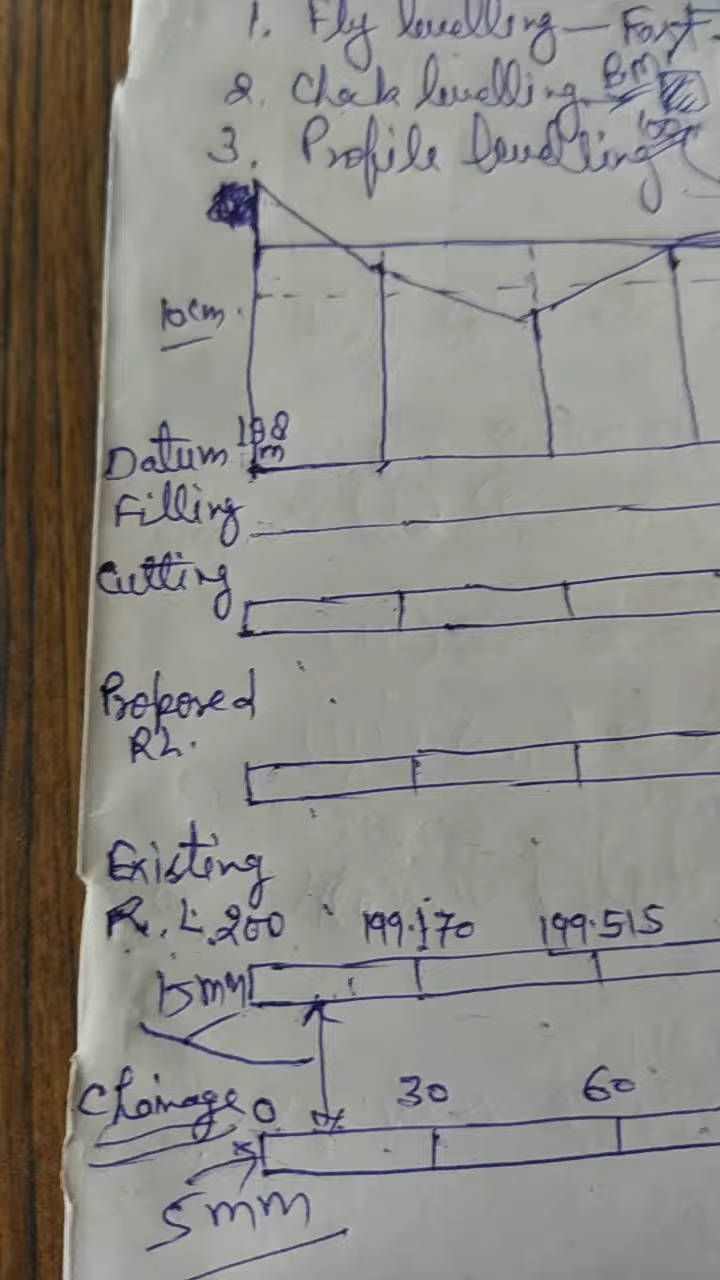 1. Fly levelling — Fast
2. Check levelling BM
3. Profile levelling
10cm.
Datum 198 m
Filling
Cutting
Proposed
R.L.
Existing
R.L. 200 199.170 199.515
15mm
Chainage 0 30 60
5mm